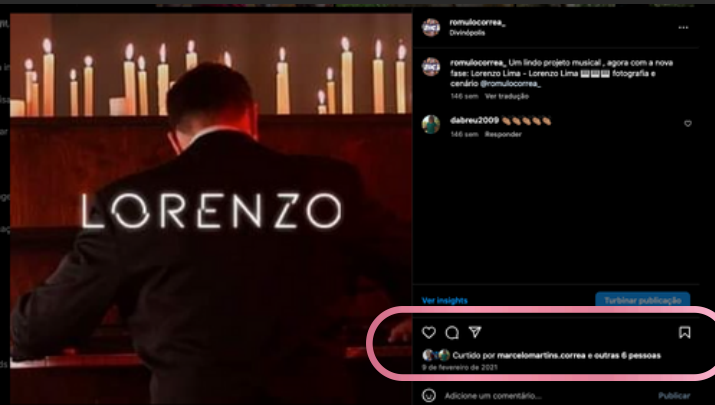 LORENZO
romulocorrea_
Divinópolis
romulocorrea_ Um lindo projeto musical , agora com a nova
fase: Lorenzo Lima - Lorenzo Lima 🎹🎹🎹 fotografia e
cenário @romulocorrea_
146 sem Ver tradução
dabreu2009 👏🏽👏🏽👏🏽👏🏽👏🏽
146 sem Responder
Ver insights
Turbinar publicação
Curtido por marcelomartins.correa e outras 6 pessoas
9 de fevereiro de 2021
Adicione um comentário...
Publicar